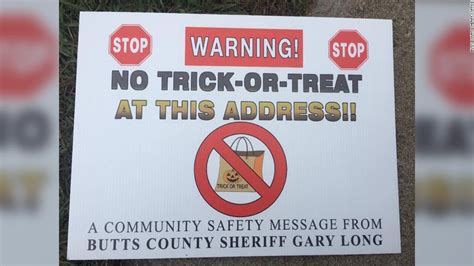 STOP WARNING! STOP
NO TRICK-OR-TREAT
AT THIS ADDRESS!!
TRICK OR TREAT
A COMMUNITY SAFETY MESSAGE FROM
BUTTS COUNTY SHERIFF GARY LONG